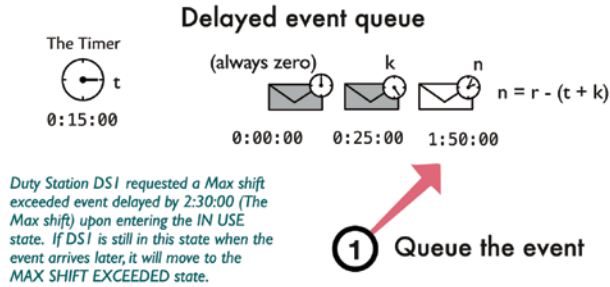 Delayed event queue
The Timer
t
0:15:00
(always zero) k n
n = r - (t + k)
0:00:00 0:25:00 1:50:00
Duty Station DS1 requested a Max shift
exceeded event delayed by 2:30:00 (The
Max shift) upon entering the IN USE
state. If DS1 is still in this state when the
event arrives later, it will move to the
MAX SHIFT EXCEEDED state.
1 Queue the event